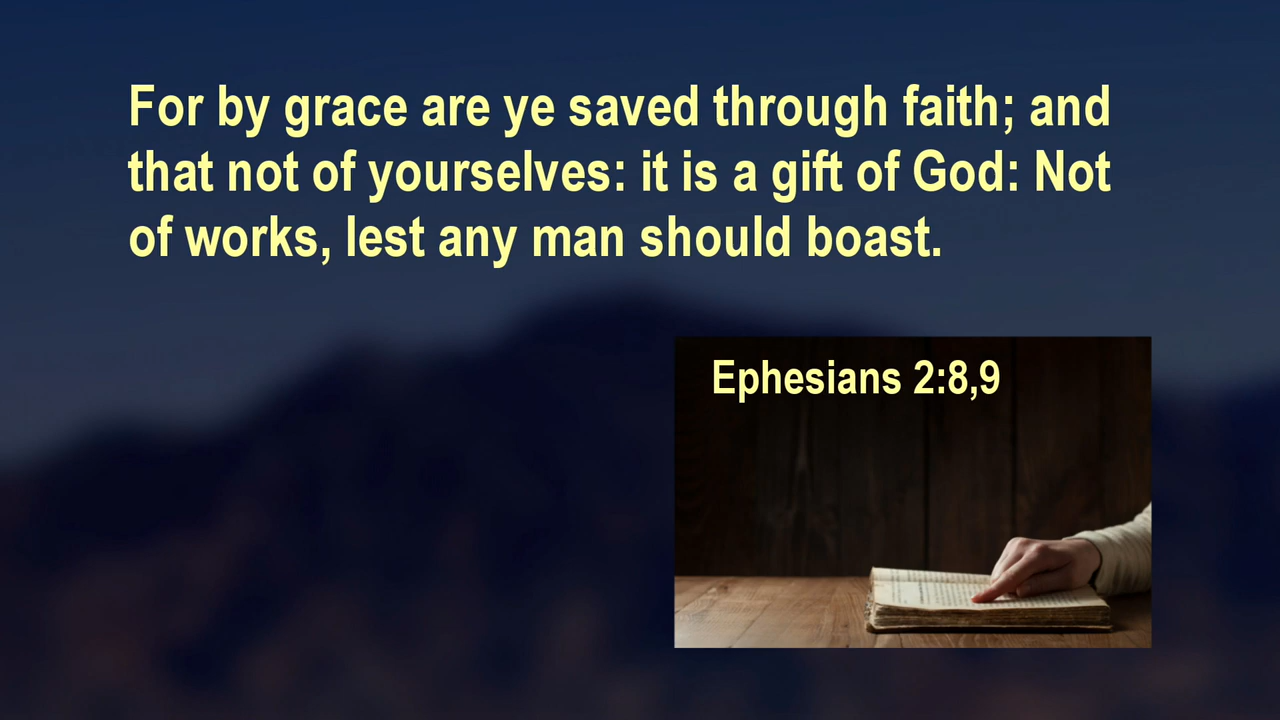 For by grace are ye saved through faith; and
that not of yourselves: it is a gift of God: Not
of works, lest any man should boast.
Ephesians 2:8,9